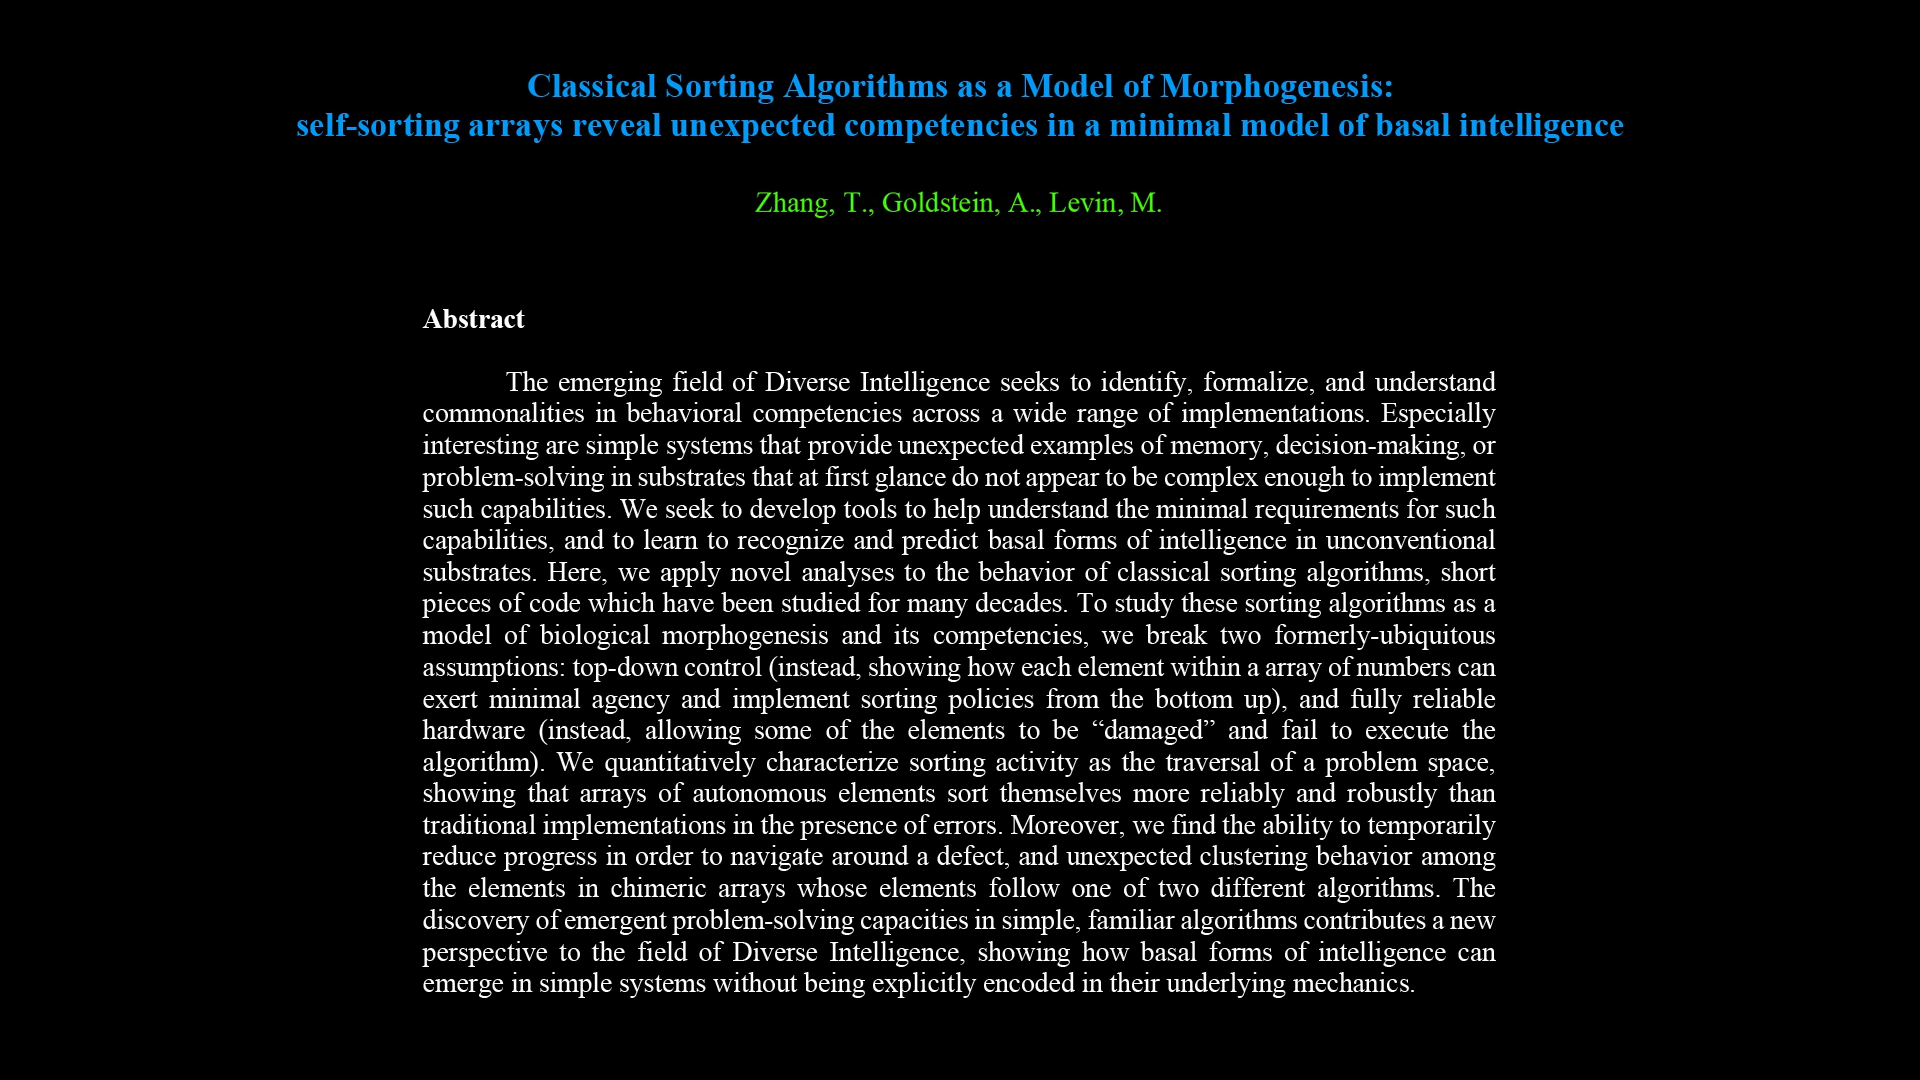 Classical Sorting Algorithms as a Model of Morphogenesis:
self-sorting arrays reveal unexpected competencies in a minimal model of basal intelligence
Zhang, T., Goldstein, A., Levin, M.
Abstract
The emerging field of Diverse Intelligence seeks to identify, formalize, and understand
commonalities in behavioral competencies across a wide range of implementations. Especially
interesting are simple systems that provide unexpected examples of memory, decision-making, or
problem-solving in substrates that at first glance do not appear to be complex enough to implement
such capabilities. We seek to develop tools to help understand the minimal requirements for such
capabilities, and to learn to recognize and predict basal forms of intelligence in unconventional
substrates. Here, we apply novel analyses to the behavior of classical sorting algorithms, short
pieces of code which have been studied for many decades. To study these sorting algorithms as a
model of biological morphogenesis and its competencies, we break two formerly-ubiquitous
assumptions: top-down control (instead, showing how each element within a array of numbers can
exert minimal agency and implement sorting policies from the bottom up), and fully reliable
hardware (instead, allowing some of the elements to be “damaged” and fail to execute the
algorithm). We quantitatively characterize sorting activity as the traversal of a problem space,
showing that arrays of autonomous elements sort themselves more reliably and robustly than
traditional implementations in the presence of errors. Moreover, we find the ability to temporarily
reduce progress in order to navigate around a defect, and unexpected clustering behavior among
the elements in chimeric arrays whose elements follow one of two different algorithms. The
discovery of emergent problem-solving capacities in simple, familiar algorithms contributes a new
perspective to the field of Diverse Intelligence, showing how basal forms of intelligence can
emerge in simple systems without being explicitly encoded in their underlying mechanics.